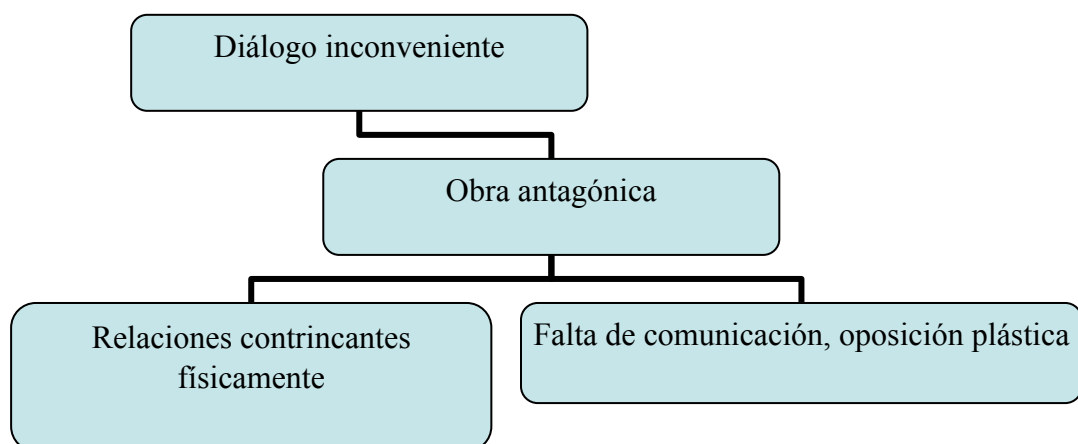 Diálogo inconveniente
Obra antagónica
Relaciones contrincantes
físicamente
Falta de comunicación, oposición plástica